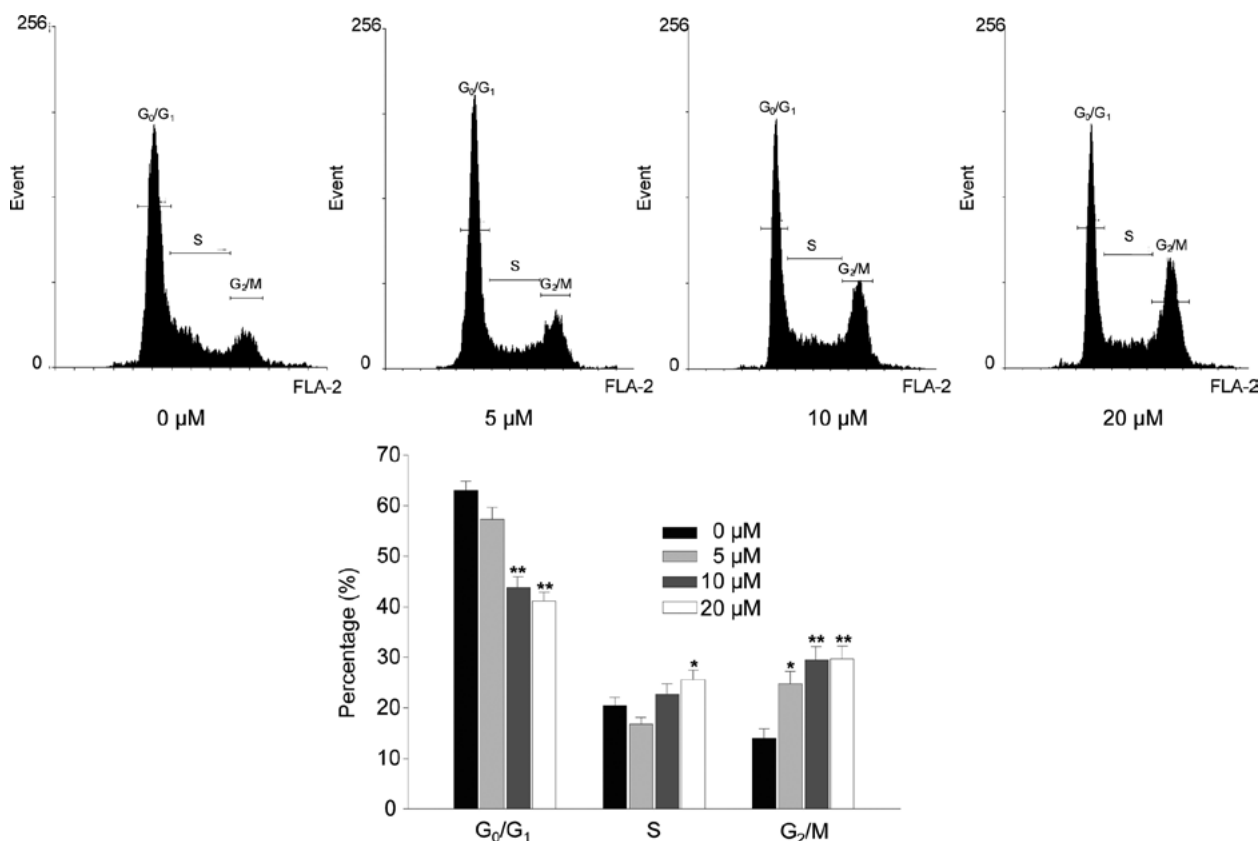 256
G₀/G₁
S
G₂/M
Event
0
FLA-2
0 µM
256
G₀/G₁
S
G₂/M
Event
0
FLA-2
5 µM
256
G₀/G₁
S
G₂/M
Event
0
FLA-2
10 µM
256
G₀/G₁
S
G₂/M
Event
0
FLA-2
20 µM
Percentage (%)
70
60
50
40
30
20
10
0
** **
*
* ** **
0 µM
5 µM
10 µM
20 µM
G₀/G₁ S G₂/M